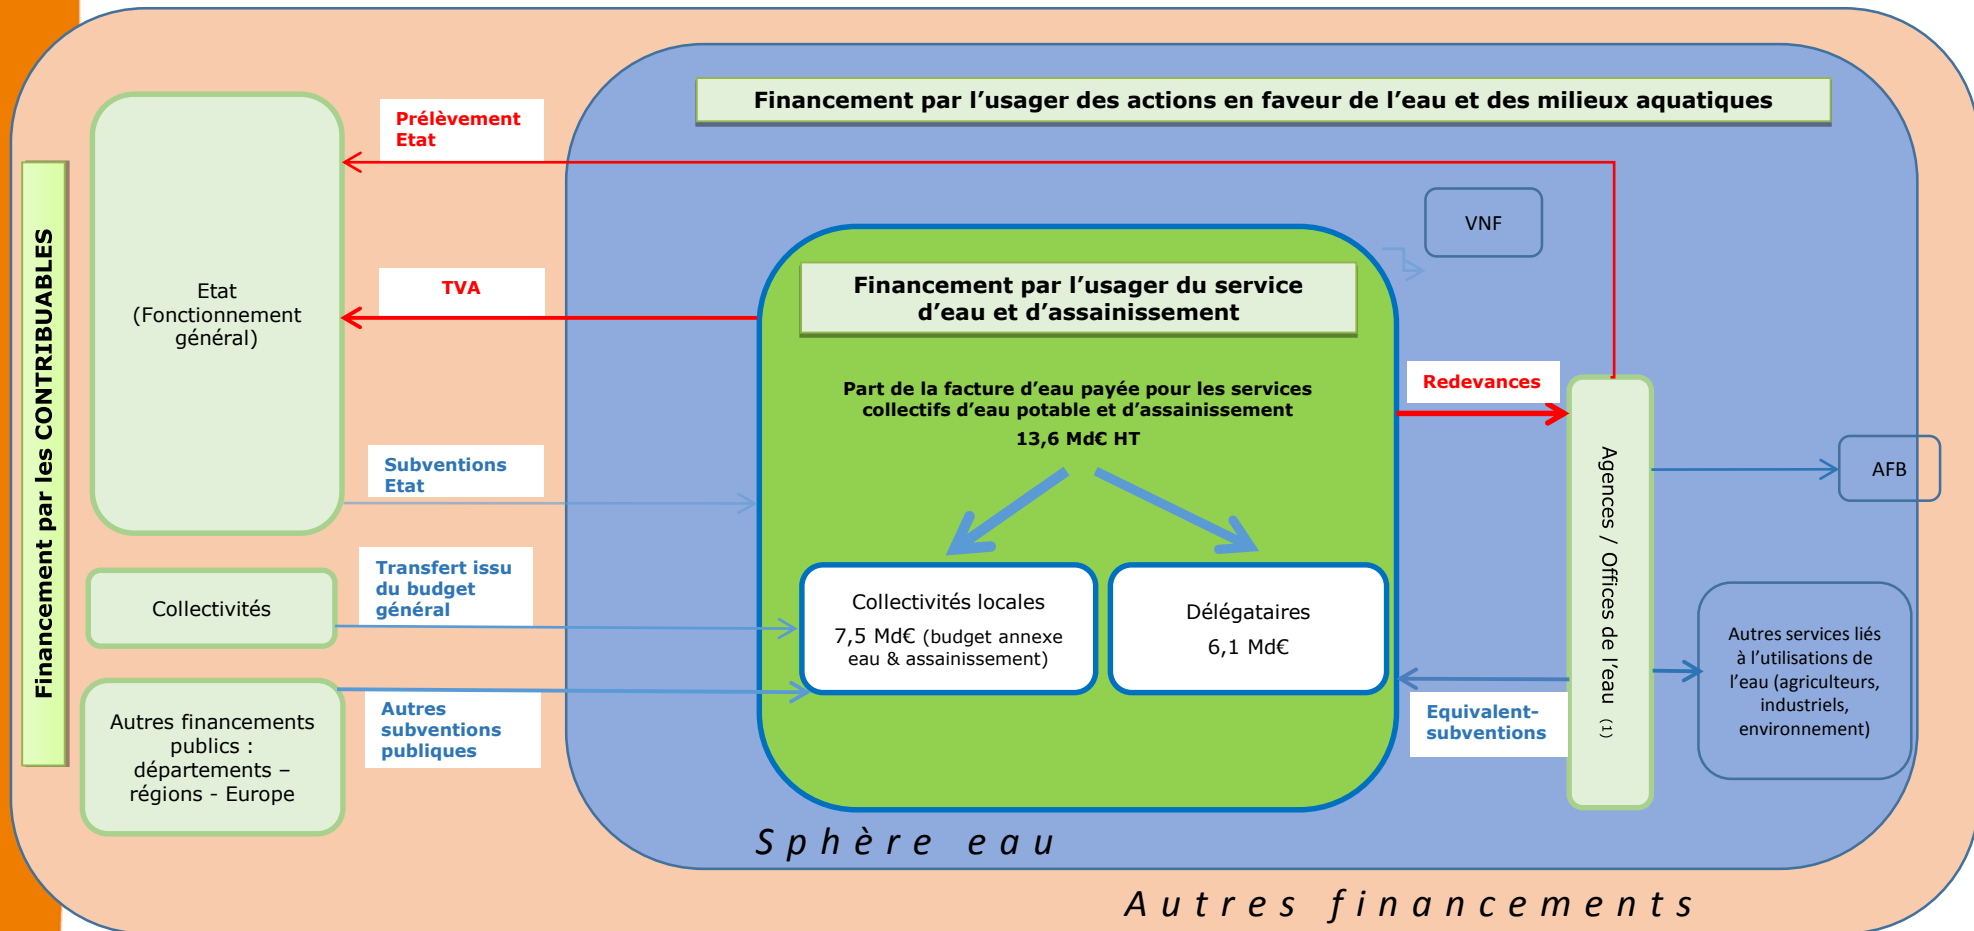 Financement par l’usager des actions en faveur de l’eau et des milieux aquatiques
Financement par les CONTRIBUABLES
Etat
(Fonctionnement
général)
Collectivités
Autres financements
publics :
départements –
régions - Europe
Prélèvement
Etat
TVA
Subventions
Etat
Transfert issu
du budget
général
Autres
subventions
publiques
Financement par l’usager du service
d’eau et d’assainissement
Part de la facture d’eau payée pour les services
collectifs d’eau potable et d’assainissement
13,6 Md€ HT
Collectivités locales
7,5 Md€ (budget annexe
eau & assainissement)
Délégataires
6,1 Md€
VNF
Redevances
Equivalent-
subventions
Agences / Offices de l’eau (1)
AFB
Autres services liés
à l’utilisations de
l’eau (agriculteurs,
industriels,
environnement)
Sphère eau
Autres financements